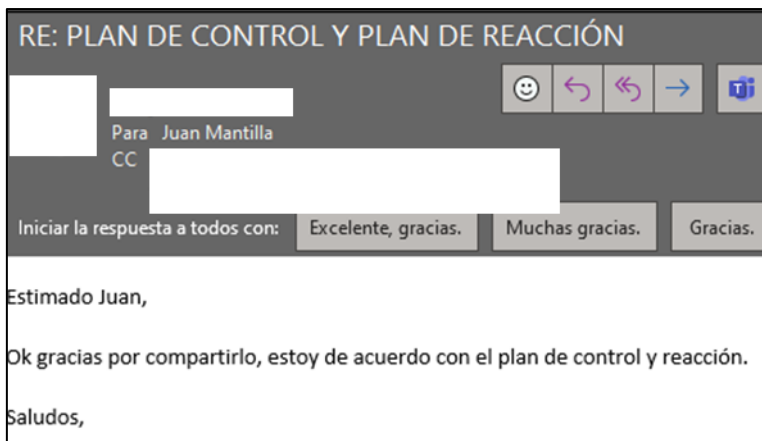 RE: PLAN DE CONTROL Y PLAN DE REACCIÓN
Para Juan Mantilla
CC
Iniciar la respuesta a todos con: Excelente, gracias. Muchas gracias. Gracias.
Estimado Juan,
Ok gracias por compartirlo, estoy de acuerdo con el plan de control y reacción.
Saludos,